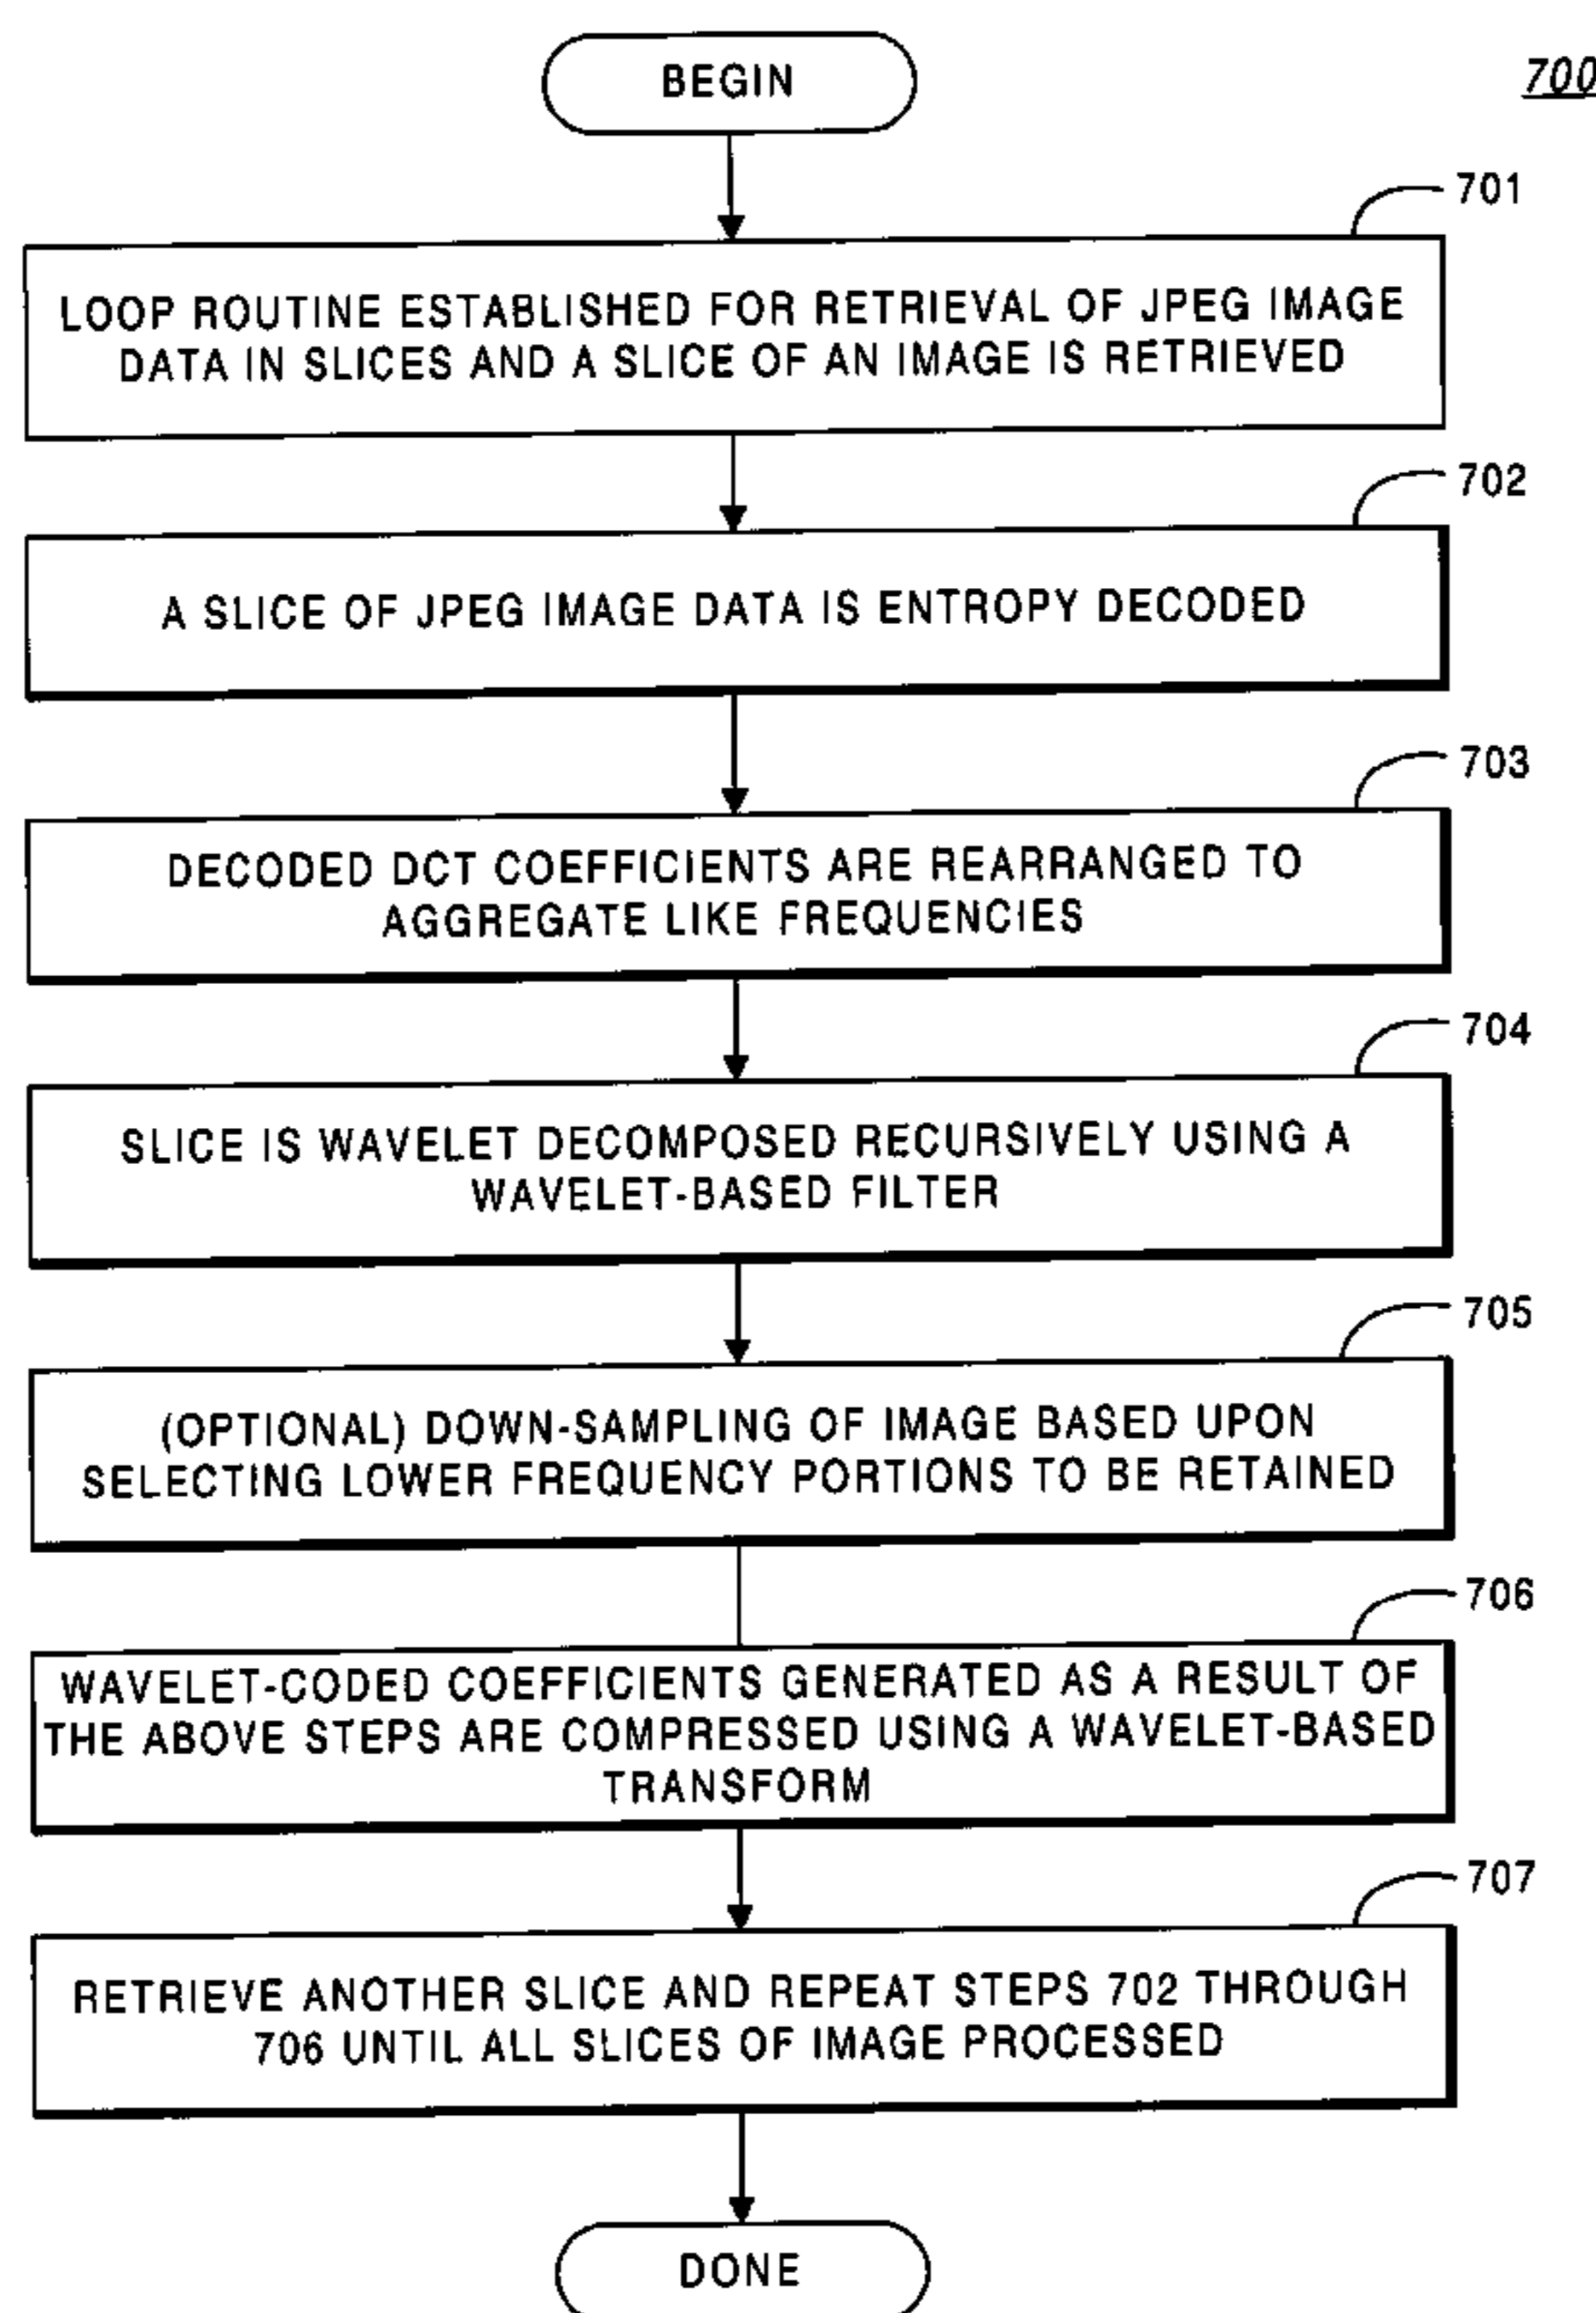 BEGIN
700
701
LOOP ROUTINE ESTABLISHED FOR RETRIEVAL OF JPEG IMAGE
DATA IN SLICES AND A SLICE OF AN IMAGE IS RETRIEVED
702
A SLICE OF JPEG IMAGE DATA IS ENTROPY DECODED
703
DECODED DCT COEFFICIENTS ARE REARRANGED TO
AGGREGATE LIKE FREQUENCIES
704
SLICE IS WAVELET DECOMPOSED RECURSIVELY USING A
WAVELET-BASED FILTER
705
(OPTIONAL) DOWN-SAMPLING OF IMAGE BASED UPON
SELECTING LOWER FREQUENCY PORTIONS TO BE RETAINED
706
WAVELET-CODED COEFFICIENTS GENERATED AS A RESULT OF
THE ABOVE STEPS ARE COMPRESSED USING A WAVELET-BASED
TRANSFORM
707
RETRIEVE ANOTHER SLICE AND REPEAT STEPS 702 THROUGH
706 UNTIL ALL SLICES OF IMAGE PROCESSED
DONE